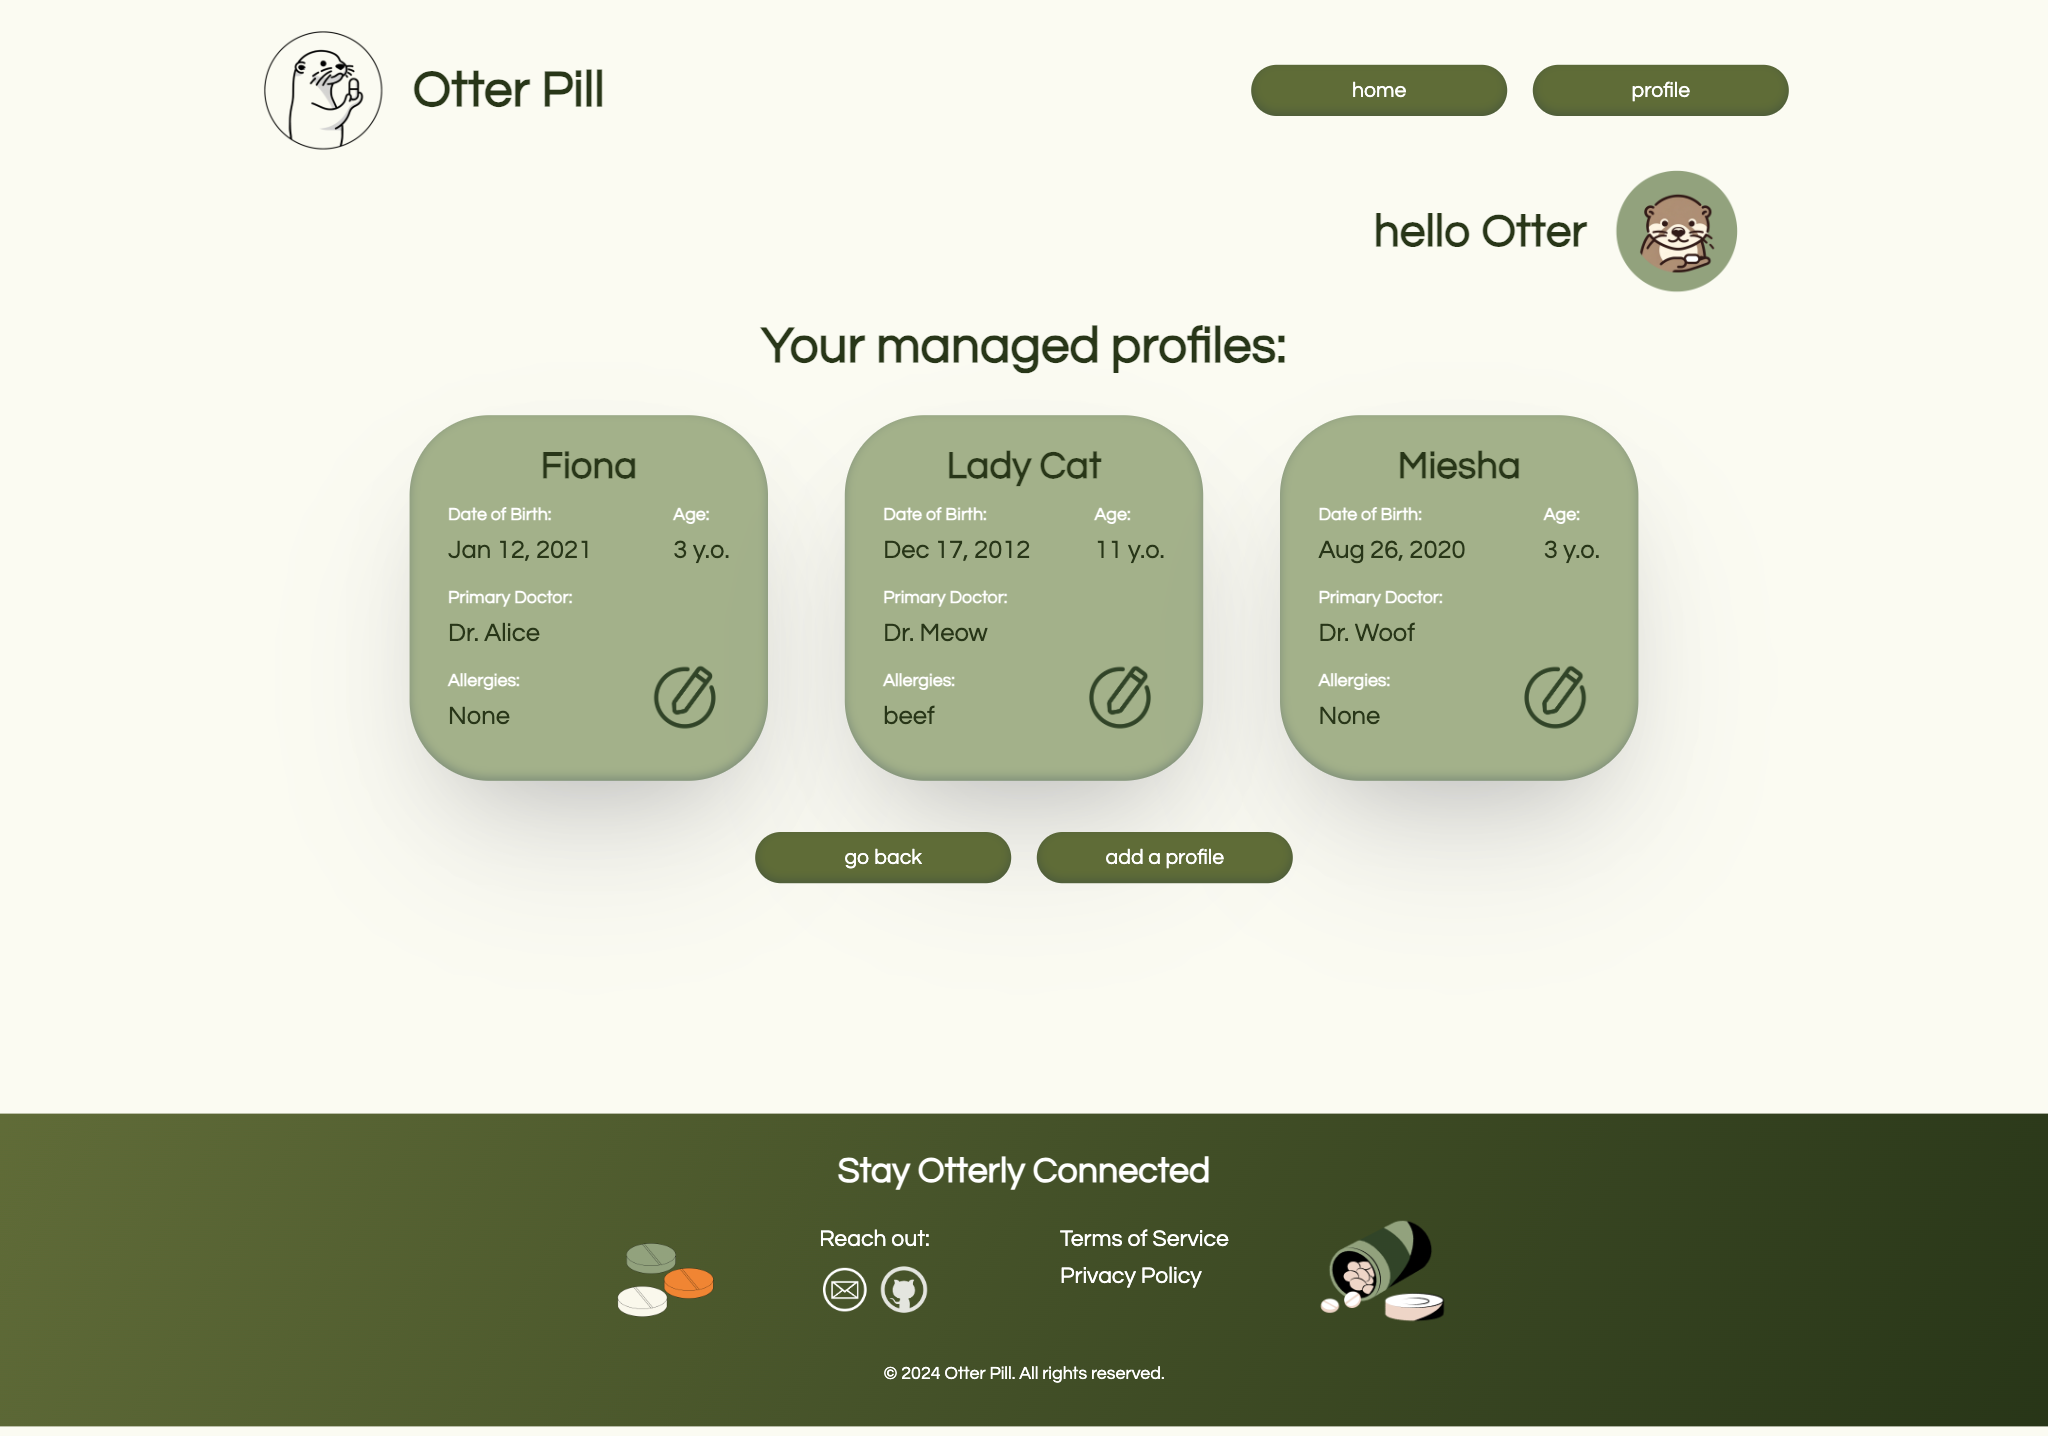 Otter Pill
home
profile
hello Otter
Your managed profiles:
Fiona
Date of Birth:
Age:
Jan 12, 2021
3 y.o.
Primary Doctor:
Dr. Alice
Allergies:
None
Lady Cat
Date of Birth:
Age:
Dec 17, 2012
11 y.o.
Primary Doctor:
Dr. Meow
Allergies:
beef
Miesha
Date of Birth:
Age:
Aug 26, 2020
3 y.o.
Primary Doctor:
Dr. Woof
Allergies:
None
go back
add a profile
Stay Otterly Connected
Reach out:
Terms of Service
Privacy Policy
© 2024 Otter Pill. All rights reserved.